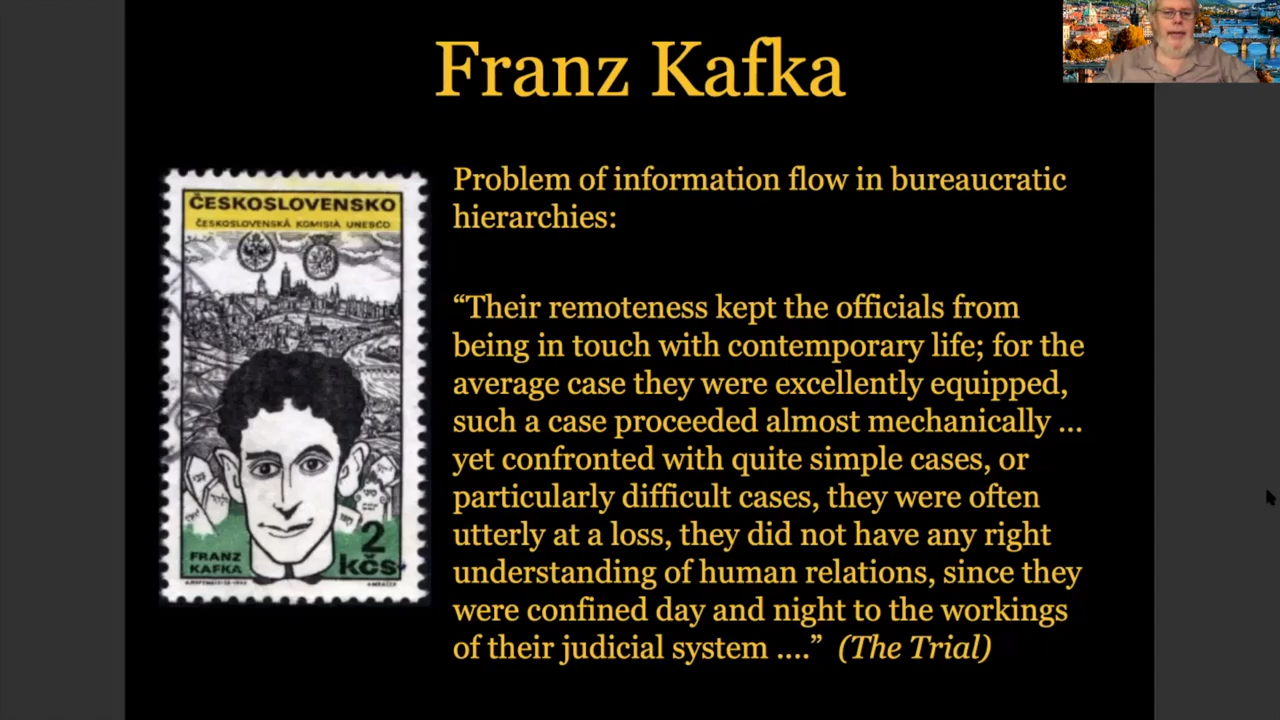 Franz Kafka
ČESKOSLOVENSKO
ČESKOSLOVENSKÁ KOMISIA UNESCO
FRANZ
KAFKA
2
kčs
Problem of information flow in bureaucratic
hierarchies:
“Their remoteness kept the officials from
being in touch with contemporary life; for the
average case they were excellently equipped,
such a case proceeded almost mechanically ...
yet confronted with quite simple cases, or
particularly difficult cases, they were often
utterly at a loss, they did not have any right
understanding of human relations, since they
were confined day and night to the workings
of their judicial system ....” (The Trial)